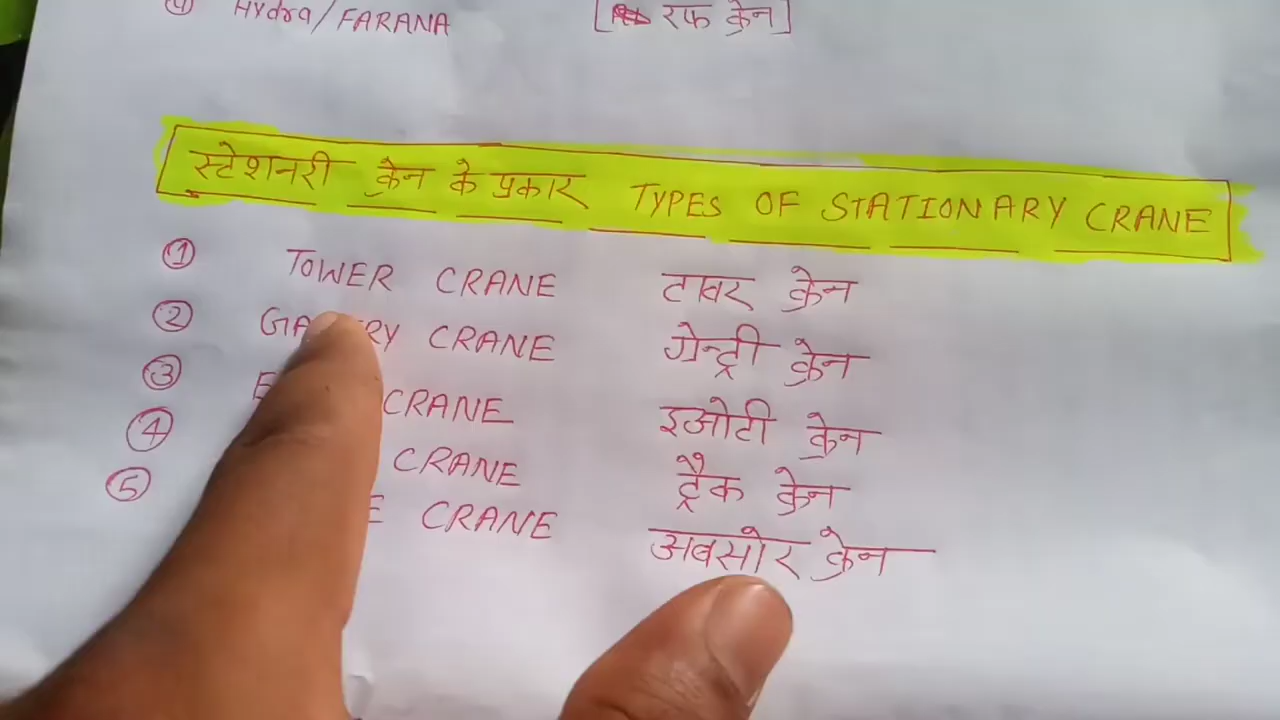 ④ Hydra/FARANA [रफ क्रेन]
स्टेशनरी क्रेन के प्रकार TYPES OF STATIONARY CRANE
① TOWER CRANE टावर क्रेन
② CRANE ग्रेन्ट्री क्रेन
③ CRANE इओटी क्रेन
④ CRANE ट्रैक क्रेन
⑤ CRANE अबसोर क्रेन